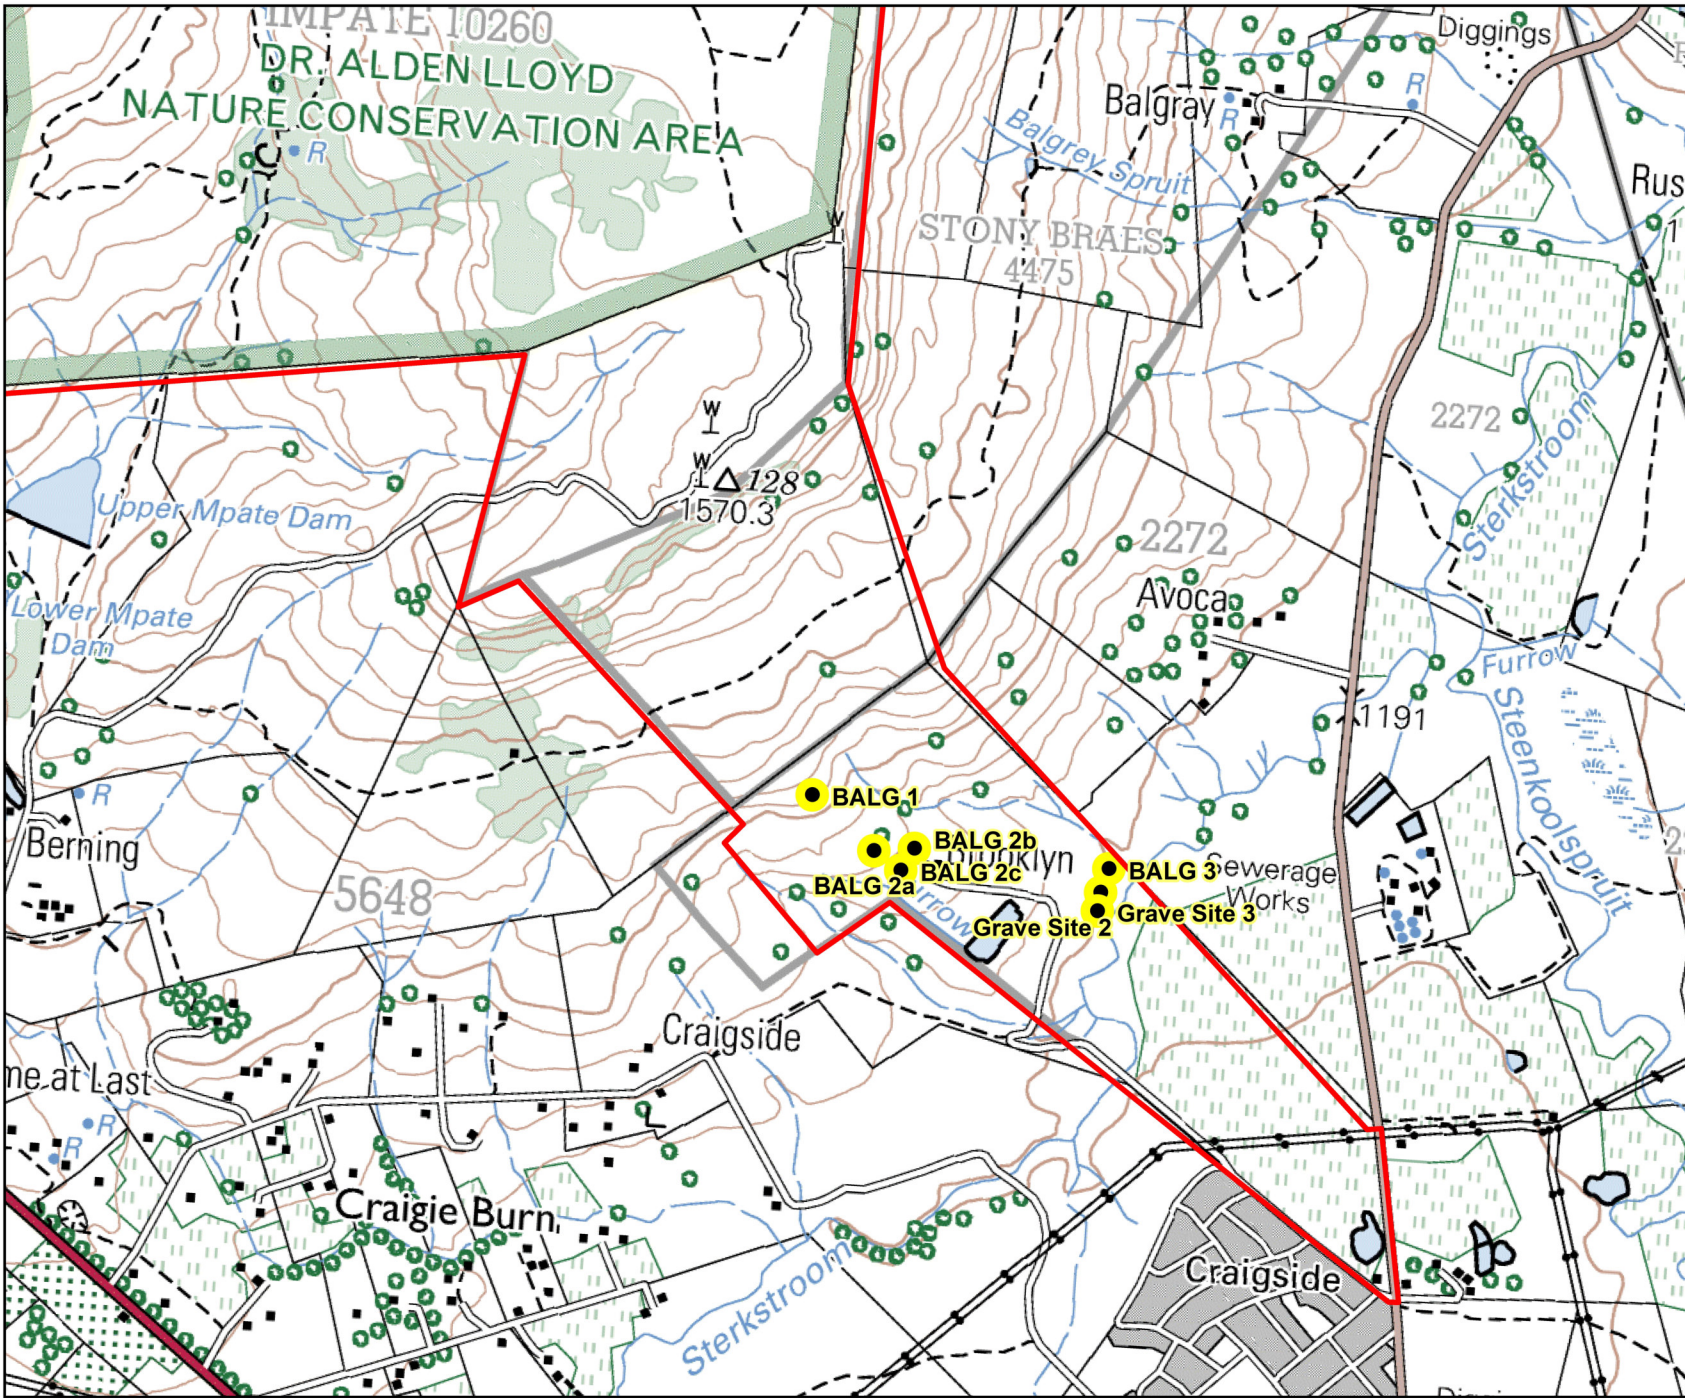 IMPATE 10260
DR. ALDEN LLOYD
NATURE CONSERVATION AREA
R
Diggings
Balgray
R
R
Balgrey Spruit
Rus
1
STONY BRAES
4475
W
W
W
128
1570.3
2272
Sterkstroom
Upper Mpate Dam
2272
Avoca
Lower Mpate
Dam
Furrow
Steenkoolspruit
1191
R
Berning
BALG 1
BALG 2b
Brooklyn
BALG 2c
BALG 2a
BALG 3
Sewerage
Works
5648
Furrow
Grave Site 3
Grave Site 2
Craigside
me at Last
R
R
Craigie Burn
Sterkstroom
Craigside